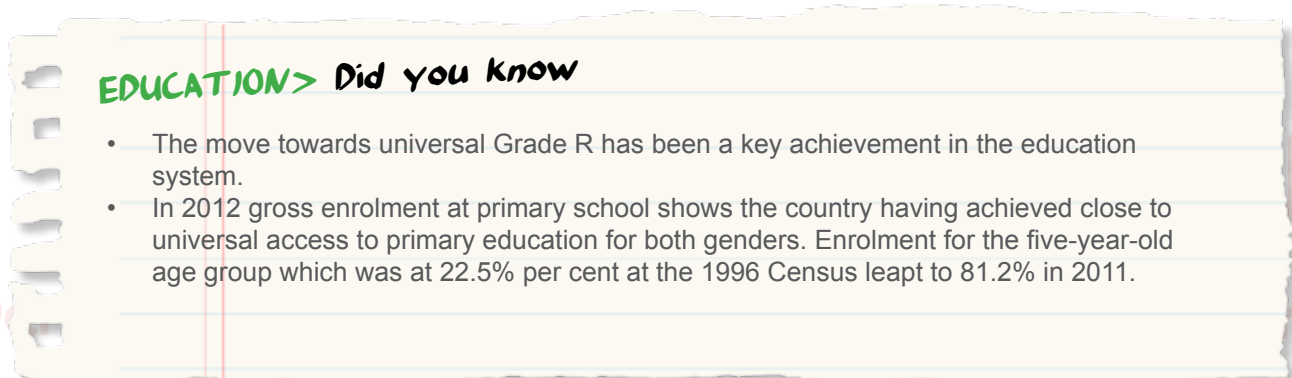 EDUCATION> Did you know
• The move towards universal Grade R has been a key achievement in the education
system.
• In 2012 gross enrolment at primary school shows the country having achieved close to
universal access to primary education for both genders. Enrolment for the five-year-old
age group which was at 22.5% per cent at the 1996 Census leapt to 81.2% in 2011.